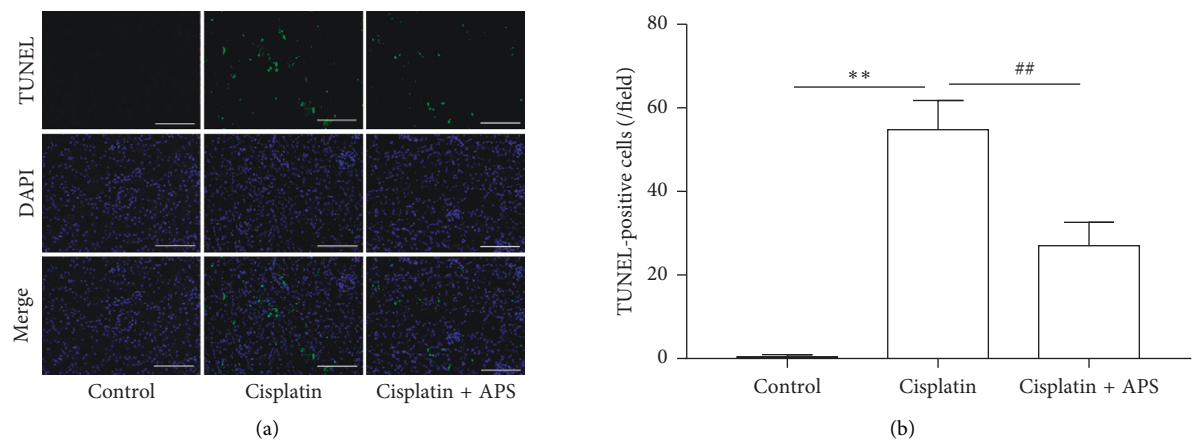 TUNEL
DAPI
Merge
Control
Cisplatin
Cisplatin + APS
(a)
TUNEL-positive cells (/field)
80
60
40
20
0
**
##
Control
Cisplatin
Cisplatin + APS
(b)